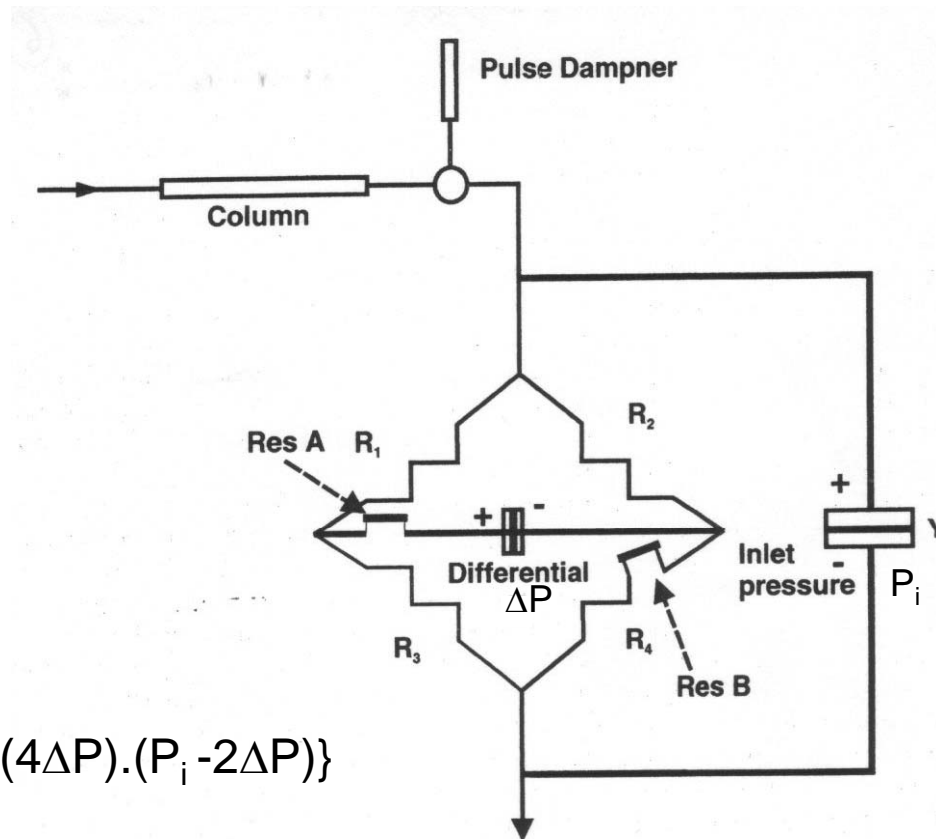 Pulse Dampner
Column
R₂
Res A R₁
+ -
+
Differential
ΔP
Inlet
pressure
-
Y
Pᵢ
R₃
R₄
Res B
(4ΔP).(Pᵢ -2ΔP)}